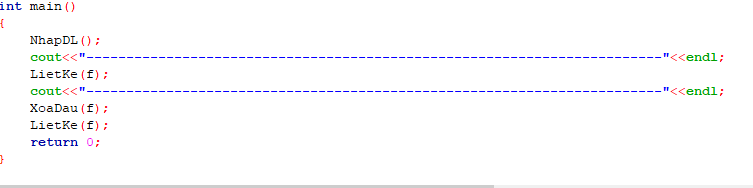 int main()
{
    NhapDL();
    cout<<"------------------------------------------------------------------------"<<endl;
    LietKe(f);
    cout<<"------------------------------------------------------------------------"<<endl;
    XoaDau(f);
    LietKe(f);
    return 0;
}